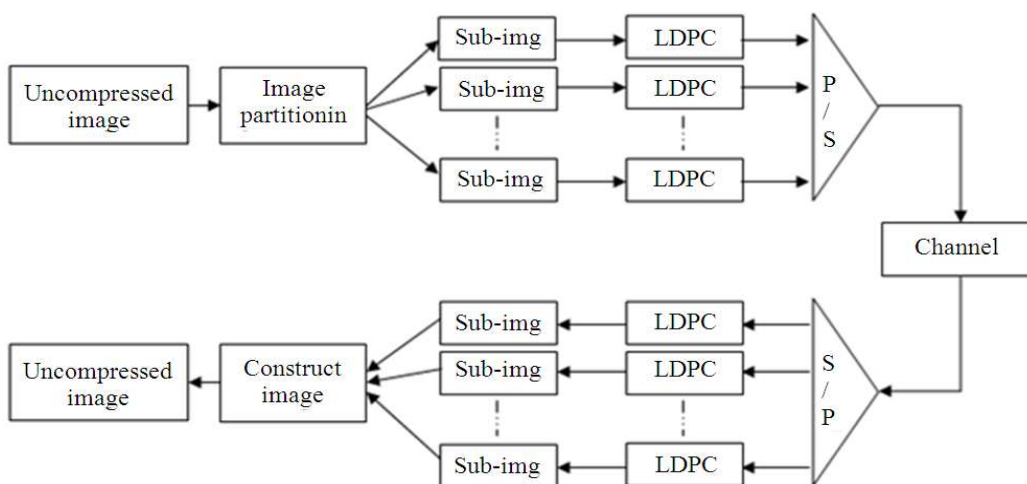 Uncompressed
image
Image
partitionin
Sub-img
LDPC
Sub-img
LDPC
Sub-img
LDPC
P
/
S
Channel
Uncompressed
image
Construct
image
Sub-img
LDPC
Sub-img
LDPC
Sub-img
LDPC
S
/
P